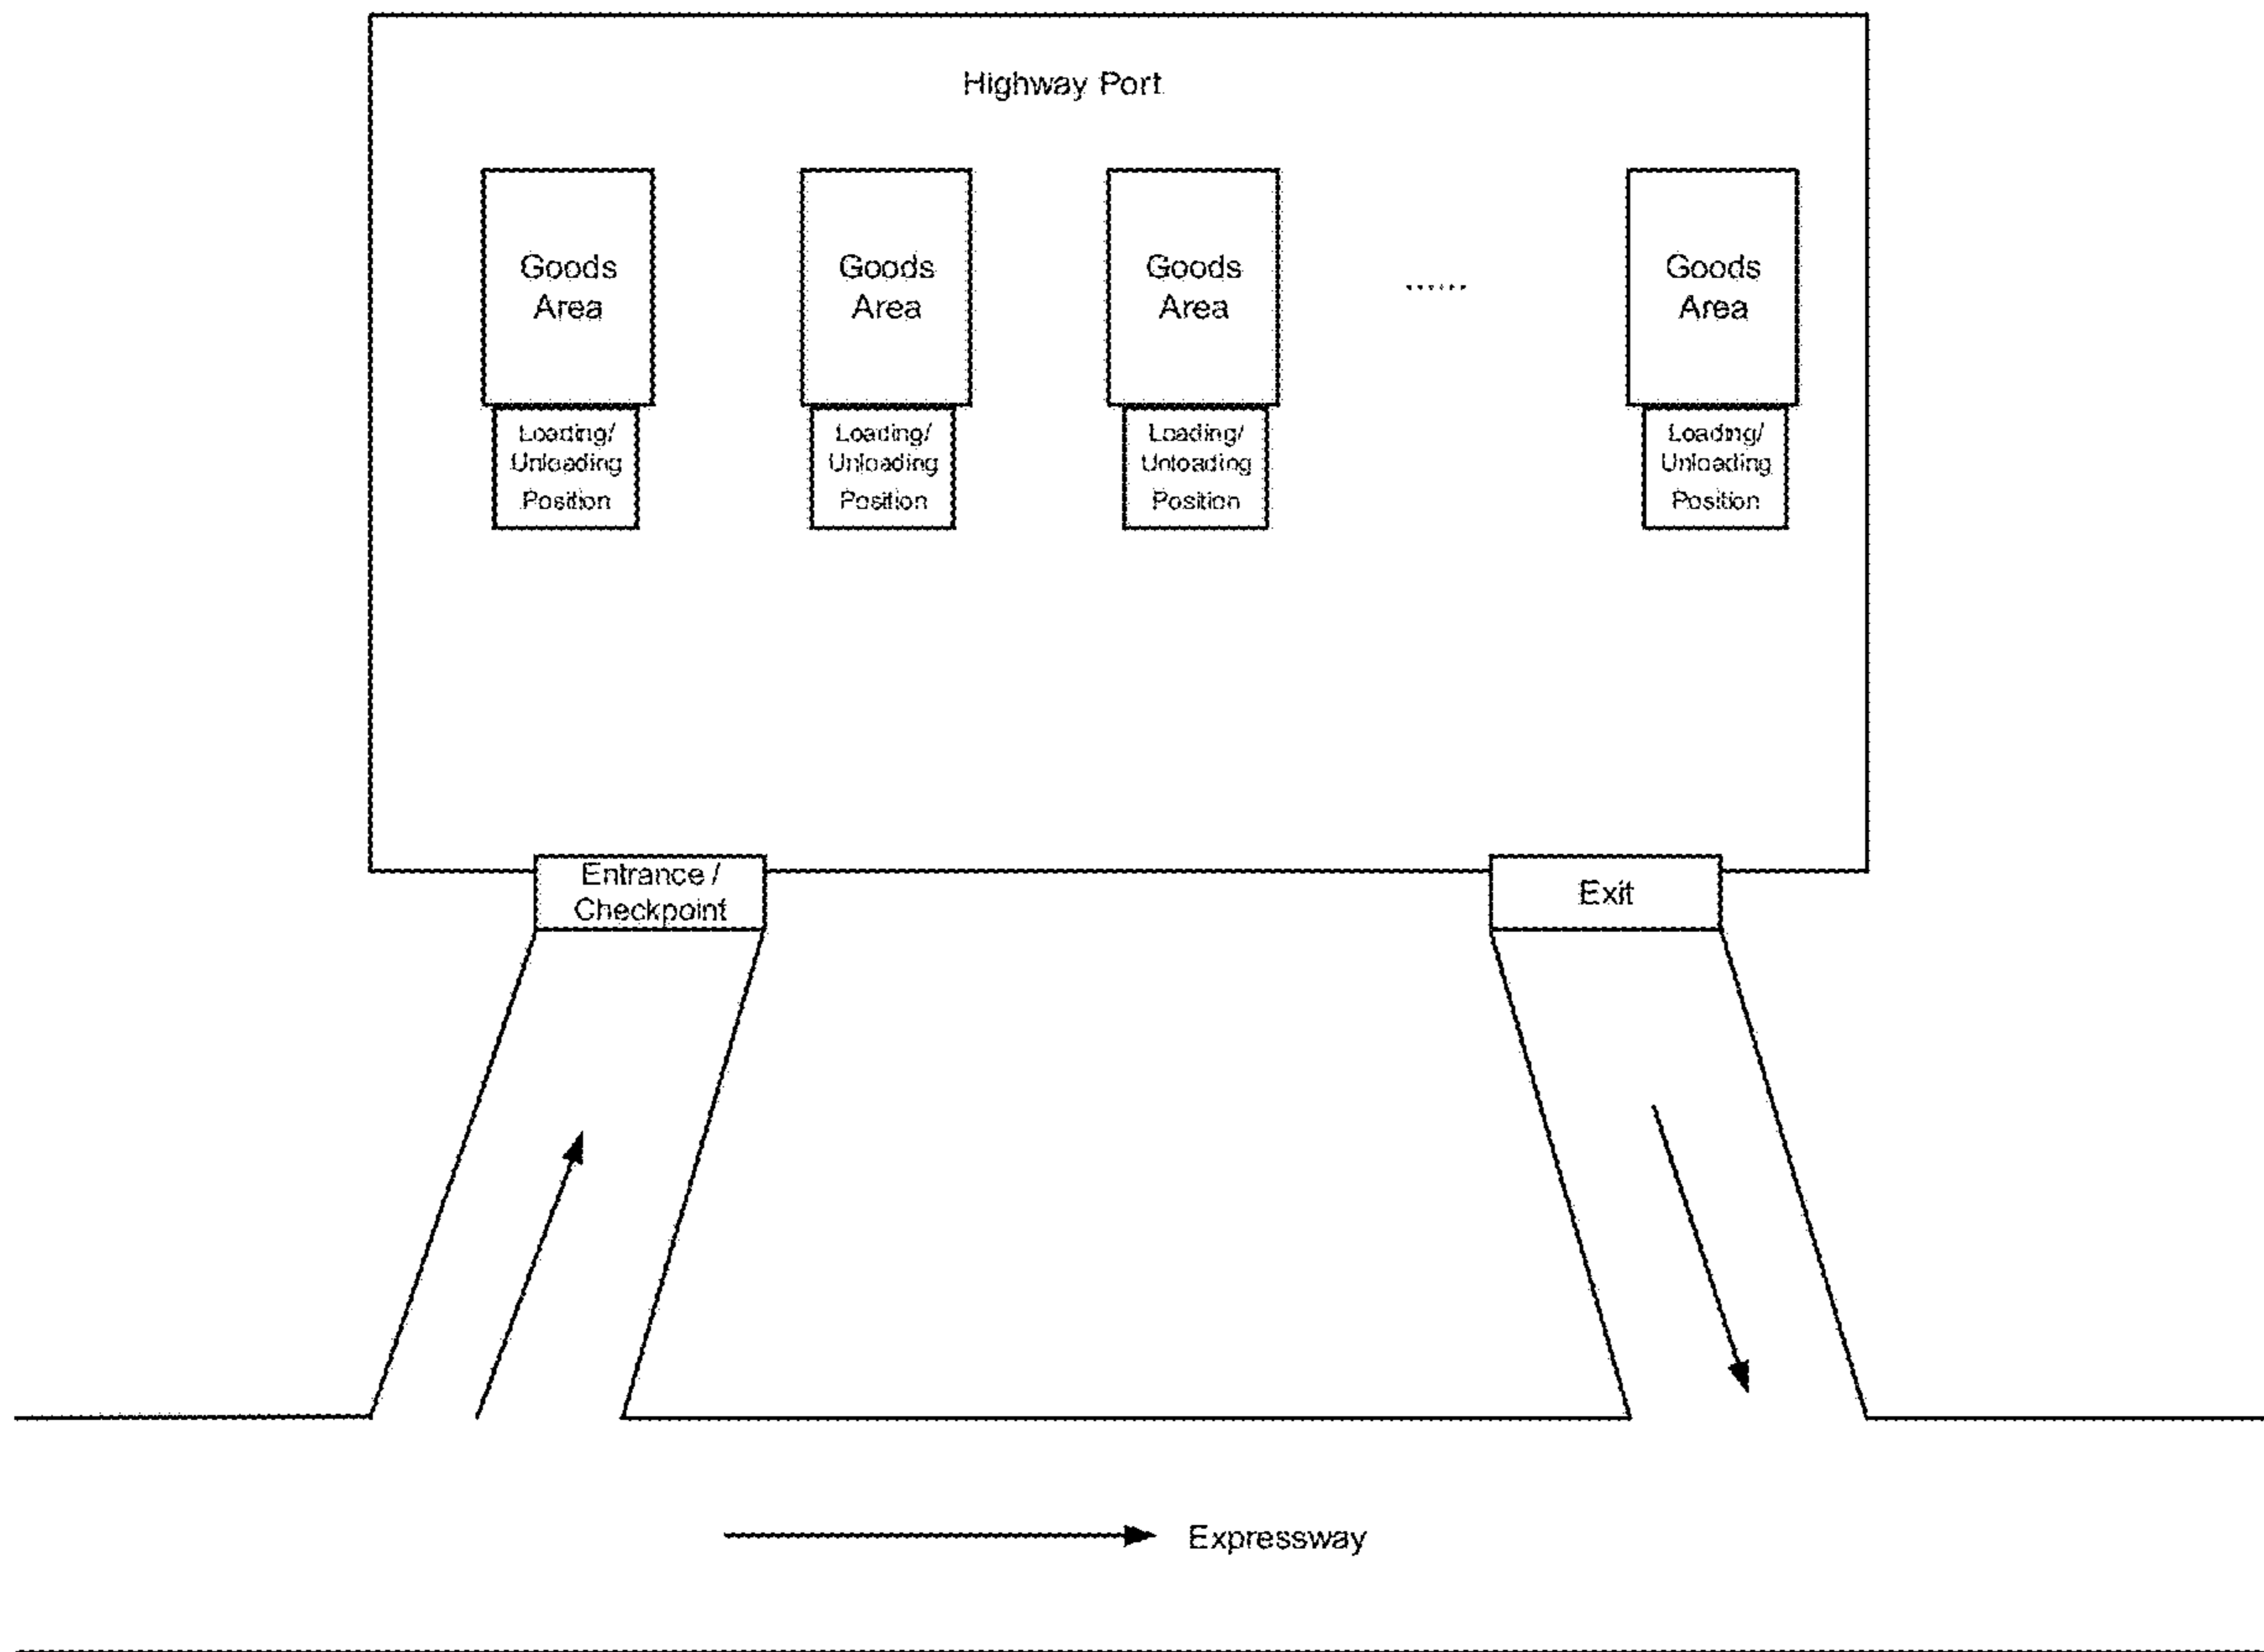 Highway Port
Goods
Area
Goods
Area
Goods
Area
......
Goods
Area
Loading/
Unloading
Position
Loading/
Unloading
Position
Loading/
Unloading
Position
Loading/
Unloading
Position
Entrance /
Checkpoint
Exit
Expressway